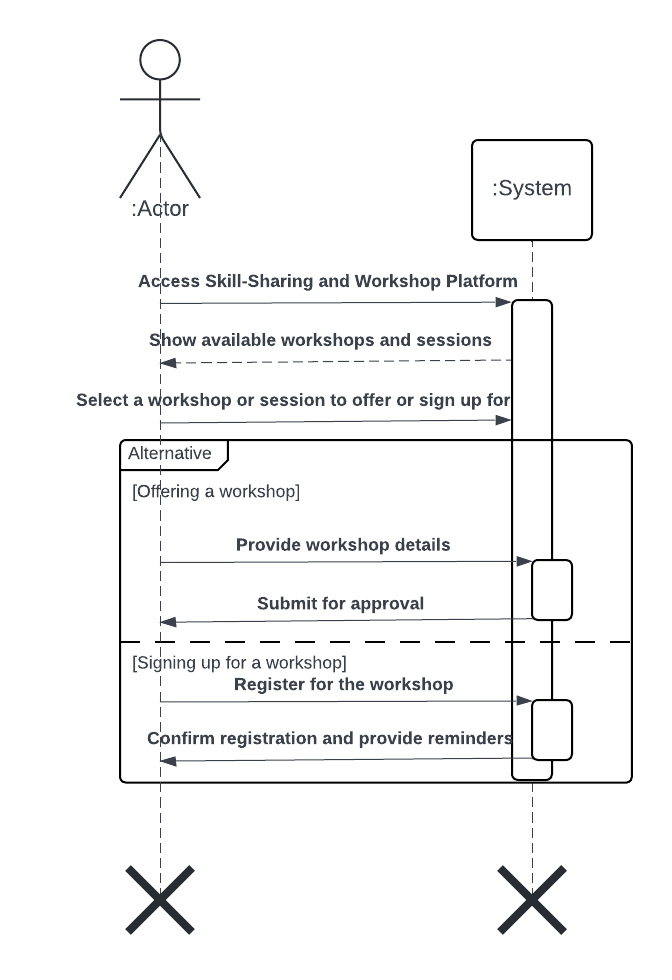 :Actor
:System
Access Skill-Sharing and Workshop Platform
Show available workshops and sessions
Select a workshop or session to offer or sign up for
Alternative
[Offering a workshop]
Provide workshop details
Submit for approval
[Signing up for a workshop]
Register for the workshop
Confirm registration and provide reminders